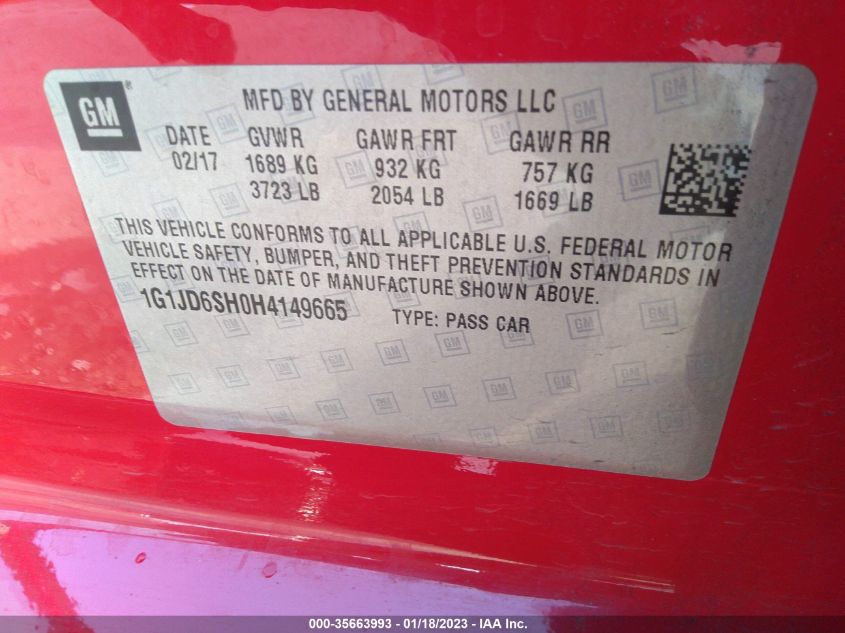 GM ®
MFD BY GENERAL MOTORS LLC
DATE GVWR GAWR FRT GAWR RR
02/17 1689 KG 932 KG 757 KG
3723 LB 2054 LB 1669 LB
THIS VEHICLE CONFORMS TO ALL APPLICABLE U.S. FEDERAL MOTOR
VEHICLE SAFETY, BUMPER, AND THEFT PREVENTION STANDARDS IN
EFFECT ON THE DATE OF MANUFACTURE SHOWN ABOVE.
1G1JD6SH0H4149665 TYPE: PASS CAR
000-35663993 - 01/18/2023 - IAA Inc.